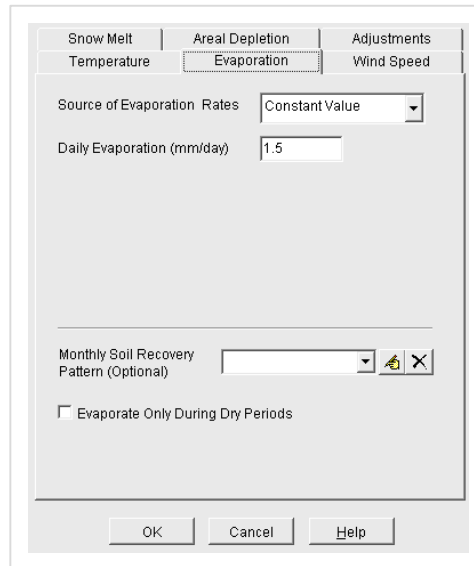 Snow Melt Areal Depletion Adjustments
Temperature Evaporation Wind Speed
Source of Evaporation Rates Constant Value
Daily Evaporation (mm/day) 1.5
Monthly Soil Recovery
Pattern (Optional)
Evaporate Only During Dry Periods
OK Cancel Help